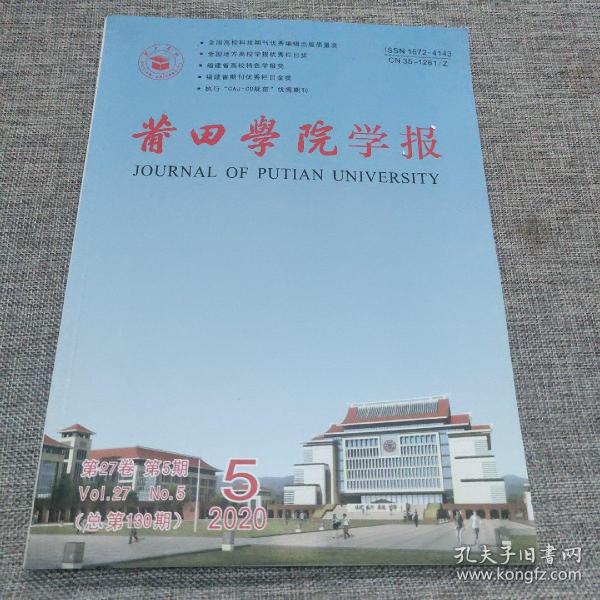 • 全国高校科技期刊优秀编辑出版质量奖
• 全国地方高校学报优秀栏目奖
• 福建省高校特色学报奖
• 福建省期刊优秀栏目金奖
• 执行"CAJ-CD规范"优秀期刊
ISSN 1672-4143
CN 35-1261/Z
莆田學院学报
JOURNAL OF PUTIAN UNIVERSITY
第27卷 第5期
Vol.27 No.5
(总第130期)
5
2020
孔夫子旧书网
www.kongfz.com